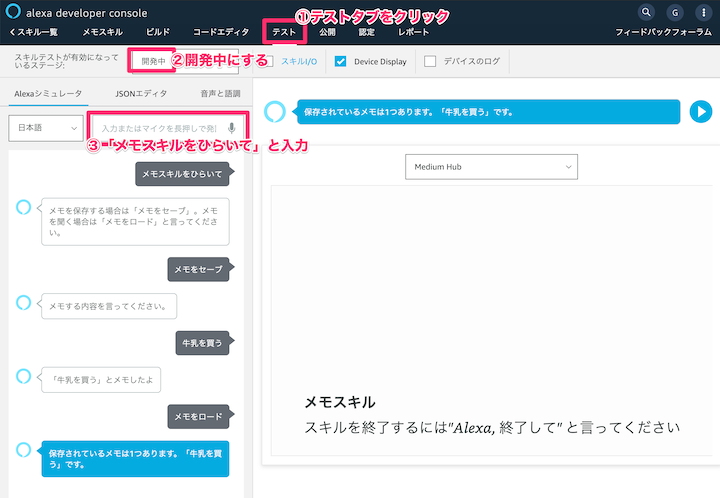 alexa developer console
①テストタブをクリック
G
く スキル一覧
メモスキル
ビルド
コードエディタ
テスト
公開
認定
レポート
フィードバックフォーラム
スキルテストが有効になって
いるステージ:
開発中
②開発中にする
スキルI/O
Device Display
デバイスのログ
Alexaシミュレータ
JSONエディタ
音声と語調
日本語
入力またはマイクを長押しで発
③「メモスキルをひらいて」と入力
メモスキルをひらいて
メモを保存する場合は「メモをセーブ」。メモ
を開く場合は「メモをロード」と言ってくださ
い。
メモをセーブ
メモする内容を言ってください。
牛乳を買う
「牛乳を買う」とメモしたよ
メモをロード
保存されているメモは1つあります。「牛乳を買
う」です。
保存されているメモは1つあります。「牛乳を買う」です。
Medium Hub
メモスキル
スキルを終了するには"Alexa, 終了して" と言ってください